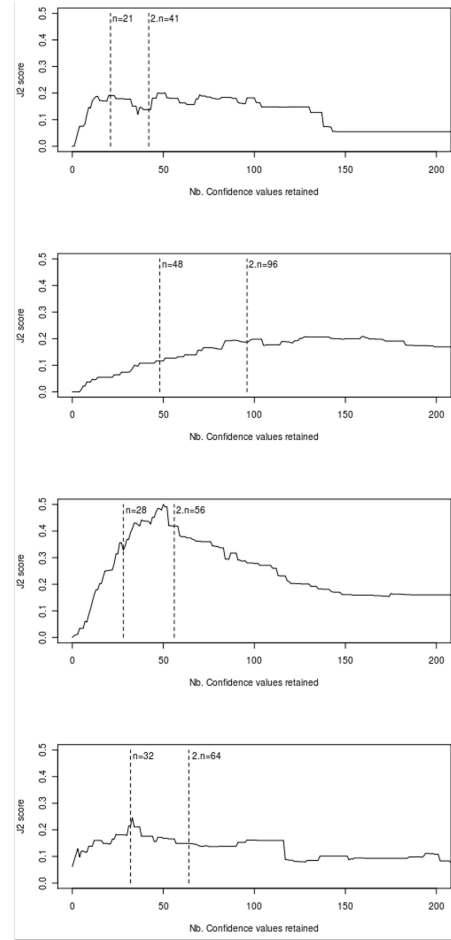 n=21 2.n=41
J2 score
0.0 0.1 0.2 0.3 0.4 0.5
0 50 100 150 200
Nb. Confidence values retained
n=48 2.n=96
J2 score
0.0 0.1 0.2 0.3 0.4 0.5
0 50 100 150 200
Nb. Confidence values retained
n=28 2.n=56
J2 score
0.0 0.1 0.2 0.3 0.4 0.5
0 50 100 150 200
Nb. Confidence values retained
n=32 2.n=64
J2 score
0.0 0.1 0.2 0.3 0.4 0.5
0 50 100 150 200
Nb. Confidence values retained